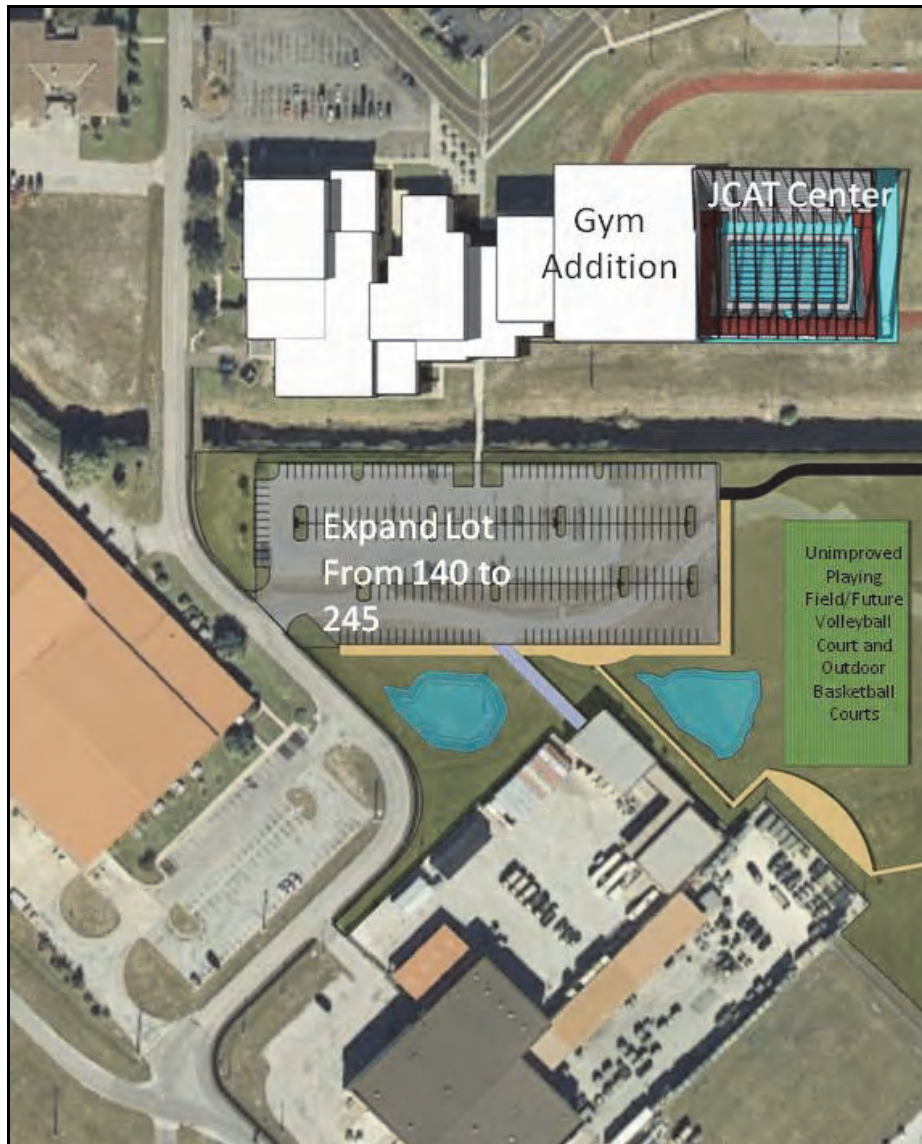 JCAT Center
Gym
Addition
Expand Lot
From 140 to
245
Unimproved
Playing
Field/Future
Volleyball
Court and
Outdoor
Basketball
Courts